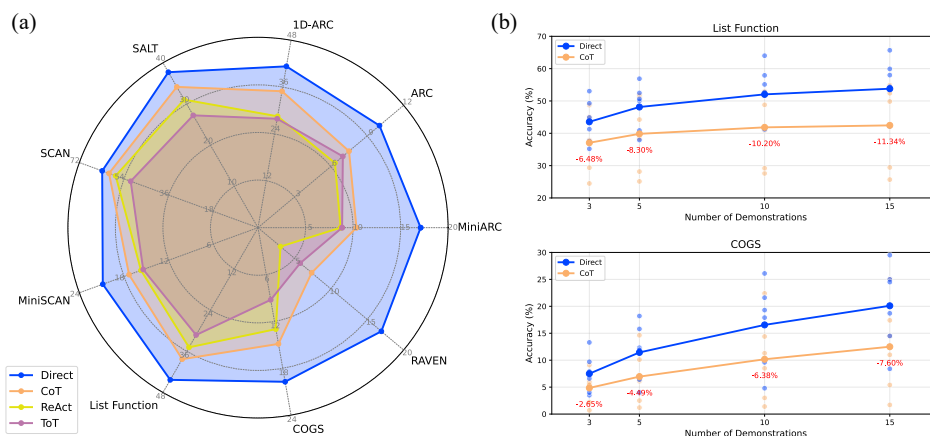 (a)
1D-ARC
48
36
24
12
SALT
40
30
ARC
12
9
6
3
SCAN
72
54
36
18
MiniARC
20
15
10
5
MiniSCAN
24
18
12
6
RAVEN
20
15
10
List Function
48
36
24
COGS
24
18
12
6
Direct
CoT
ReAct
ToT
(b)
List Function
Direct
CoT
Accuracy (%)
70
60
50
40
30
20
-6.48%
-8.30%
-10.20%
-11.34%
3
5
10
15
Number of Demonstrations
COGS
Direct
CoT
Accuracy (%)
30
25
20
15
10
5
0
-2.65%
-4.49%
-6.38%
-7.60%
3
5
10
15
Number of Demonstrations